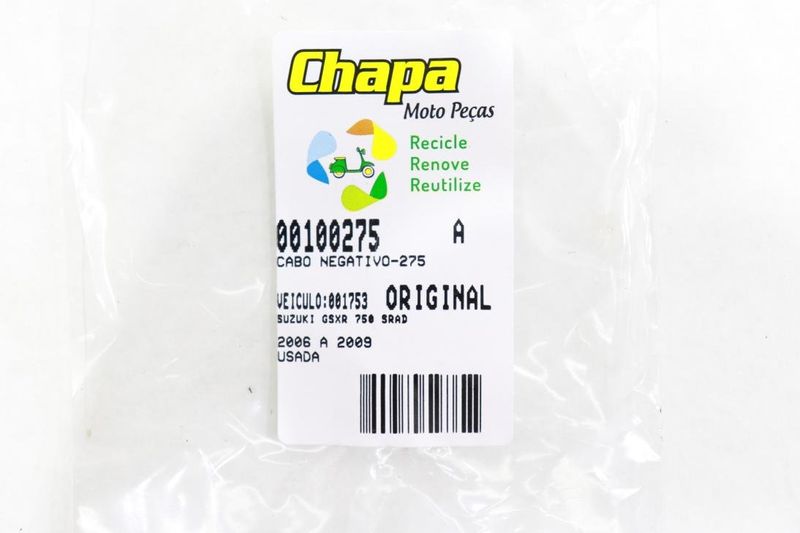 Chapa
Moto Peças
Recicle
Renove
Reutilize
00100275 A
CABO NEGATIVO-275
VEICULO:001753 ORIGINAL
SUZUKI GSXR 750 SRAD
2006 A 2009
USADA